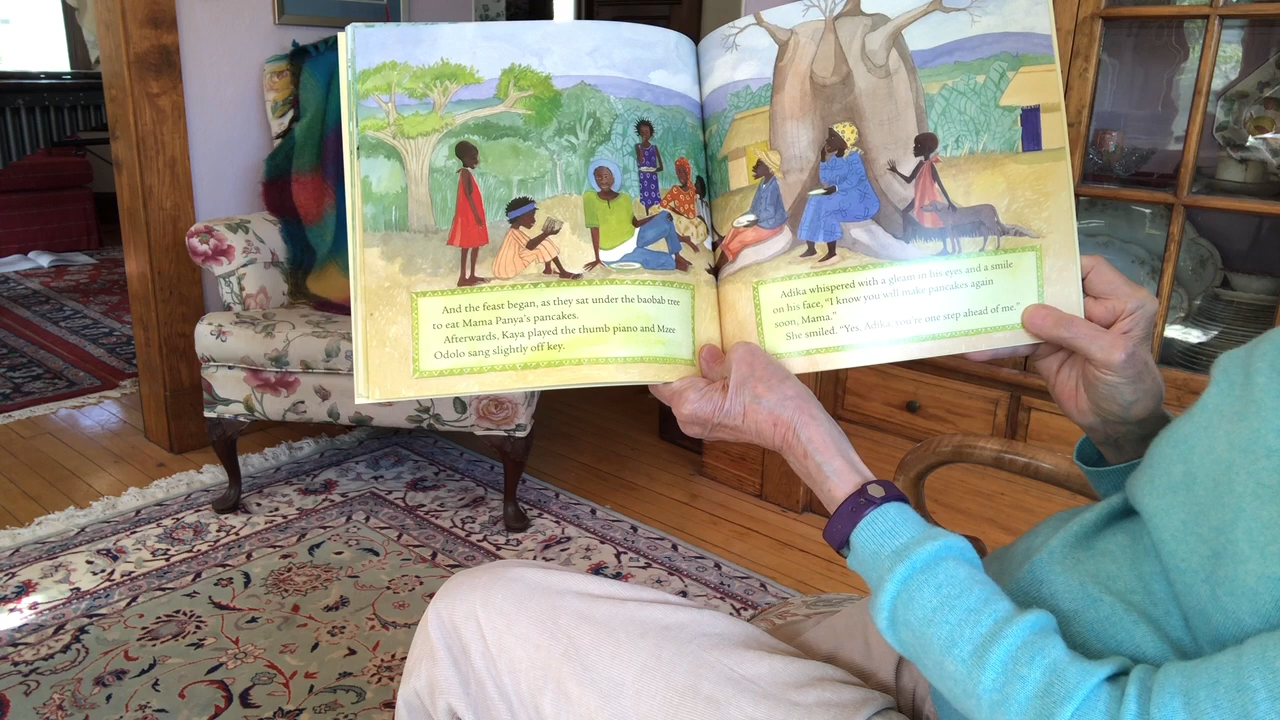 And the feast began, as they sat under the baobab tree
to eat Mama Panya's pancakes.
Afterwards, Kaya played the thumb piano and Mzee
Odolo sang slightly off key.
Adika whispered with a gleam in his eyes and a smile
on his face, "I know you will make pancakes again
soon, Mama."
She smiled. "Yes, Adika, you're one step ahead of me."